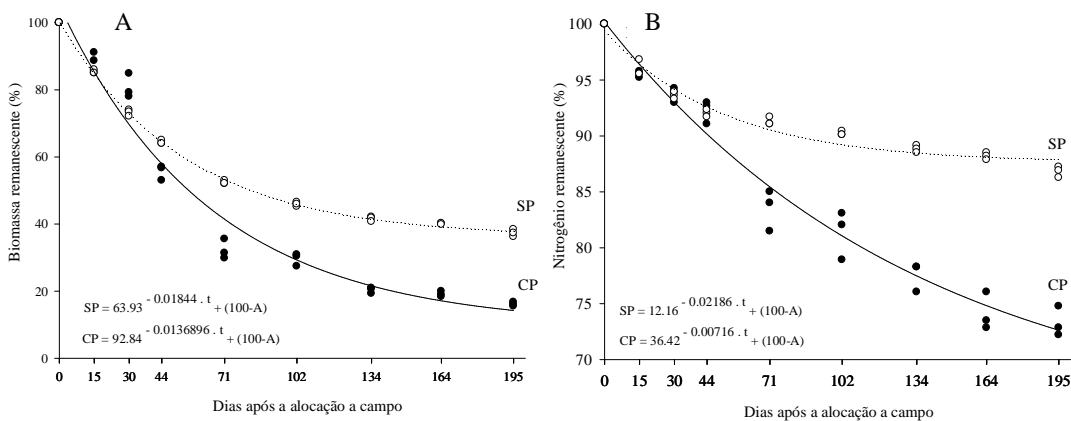 A
Biomassa remanescente (%)
100
80
60
40
20
0
SP
CP
SP = 63.93 - 0.01844 . t + (100-A)
CP = 92.84 - 0.0136896 . t + (100-A)
0 15 30 44 71 102 134 164 195
Dias após a alocação a campo
B
Nitrogênio remanescente (%)
100
95
90
85
80
75
70
SP
CP
SP = 12.16 - 0.02186 . t + (100-A)
CP = 36.42 - 0.00716 . t + (100-A)
0 15 30 44 71 102 134 164 195
Dias após a alocação a campo